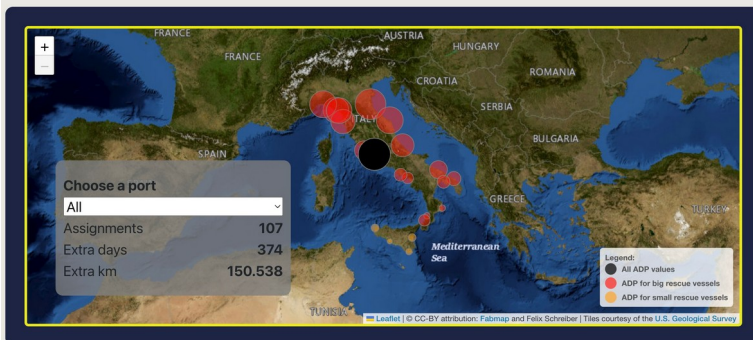 FRANCE
AUSTRIA
HUNGARY
FRANCE
ROMANIA
CROATIA
SERBIA
ITALY
BULGARIA
SPAIN
GREECE
TURKEY
Mediterranean
Sea
TUNISIA
+
−
Choose a port
All
Assignments 107
Extra days 374
Extra km 150.538
Legend:
All ADP values
ADP for big rescue vessels
ADP for small rescue vessels
Leaflet | © CC-BY attribution: Fabmap and Felix Schreiber | Tiles courtesy of the U.S. Geological Survey